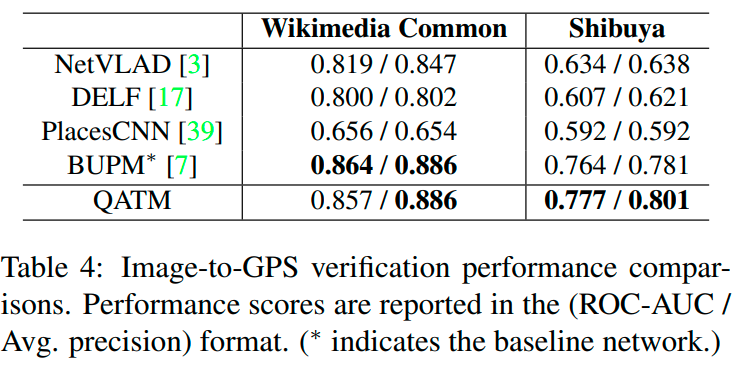 Wikimedia Common Shibuya
NetVLAD [3] 0.819 / 0.847 0.634 / 0.638
DELF [17] 0.800 / 0.802 0.607 / 0.621
PlacesCNN [39] 0.656 / 0.654 0.592 / 0.592
BUPM* [7] 0.864 / 0.886 0.764 / 0.781
QATM 0.857 / 0.886 0.777 / 0.801
Table 4: Image-to-GPS verification performance compar-
isons. Performance scores are reported in the (ROC-AUC /
Avg. precision) format. (* indicates the baseline network.)